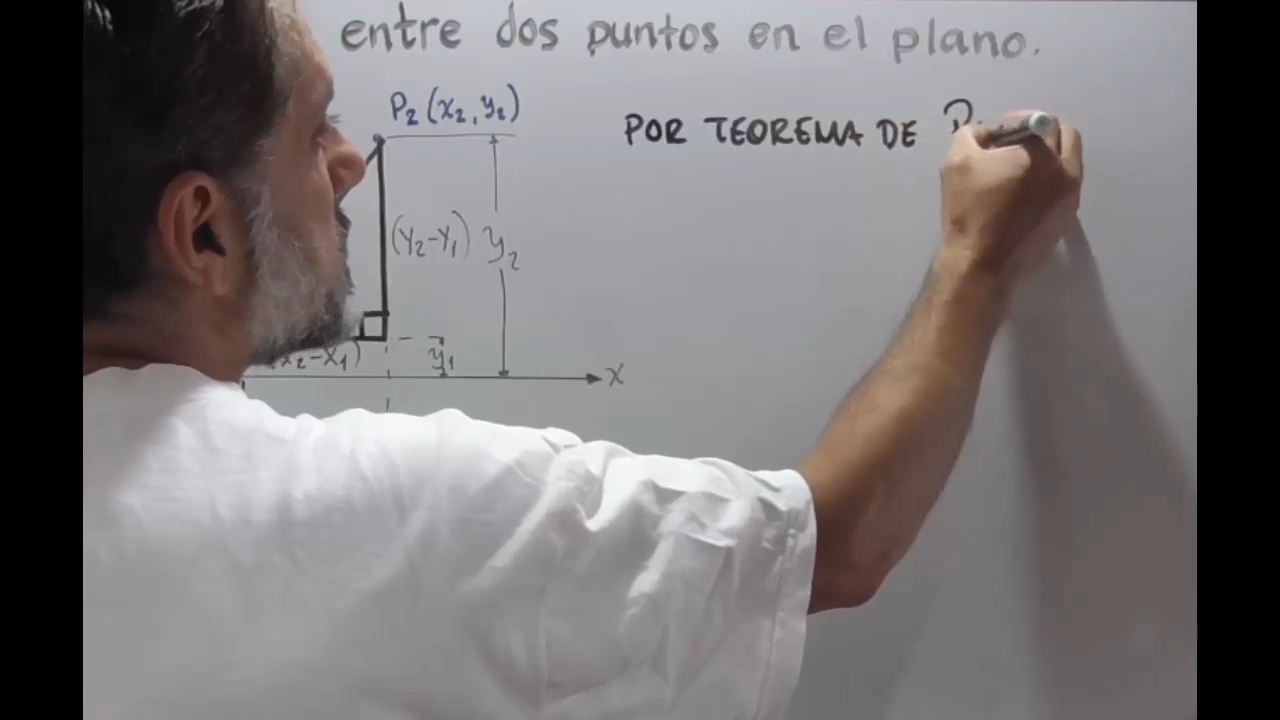 entre dos puntos en el plano.
P₂ (x₂, y₂)
POR TEOREMA DE
(Y₂-Y₁) y₂
x₂-X₁) y₁
X